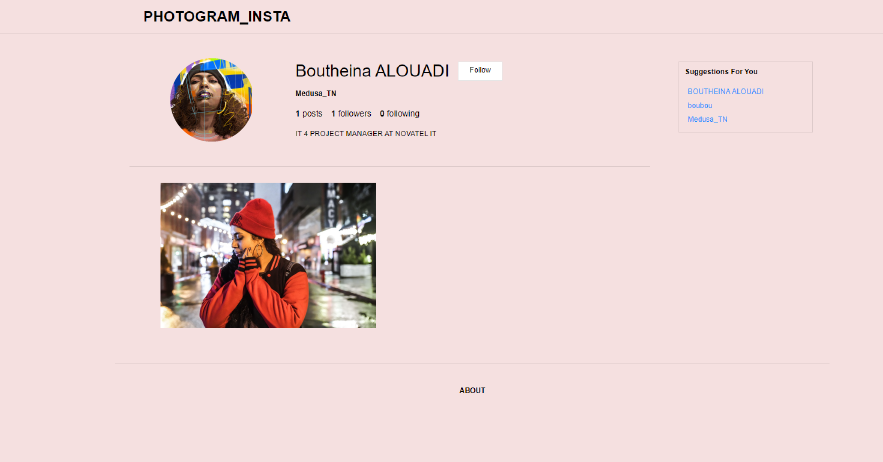 PHOTOGRAM_INSTA
Boutheina ALOUADI Follow
Medusa_TN
1 posts 1 followers 0 following
IT 4 PROJECT MANAGER AT NOVATEL IT
Suggestions For You
BOUTHEINA ALOUADI
boubou
Medusa_TN
MACY
ABOUT